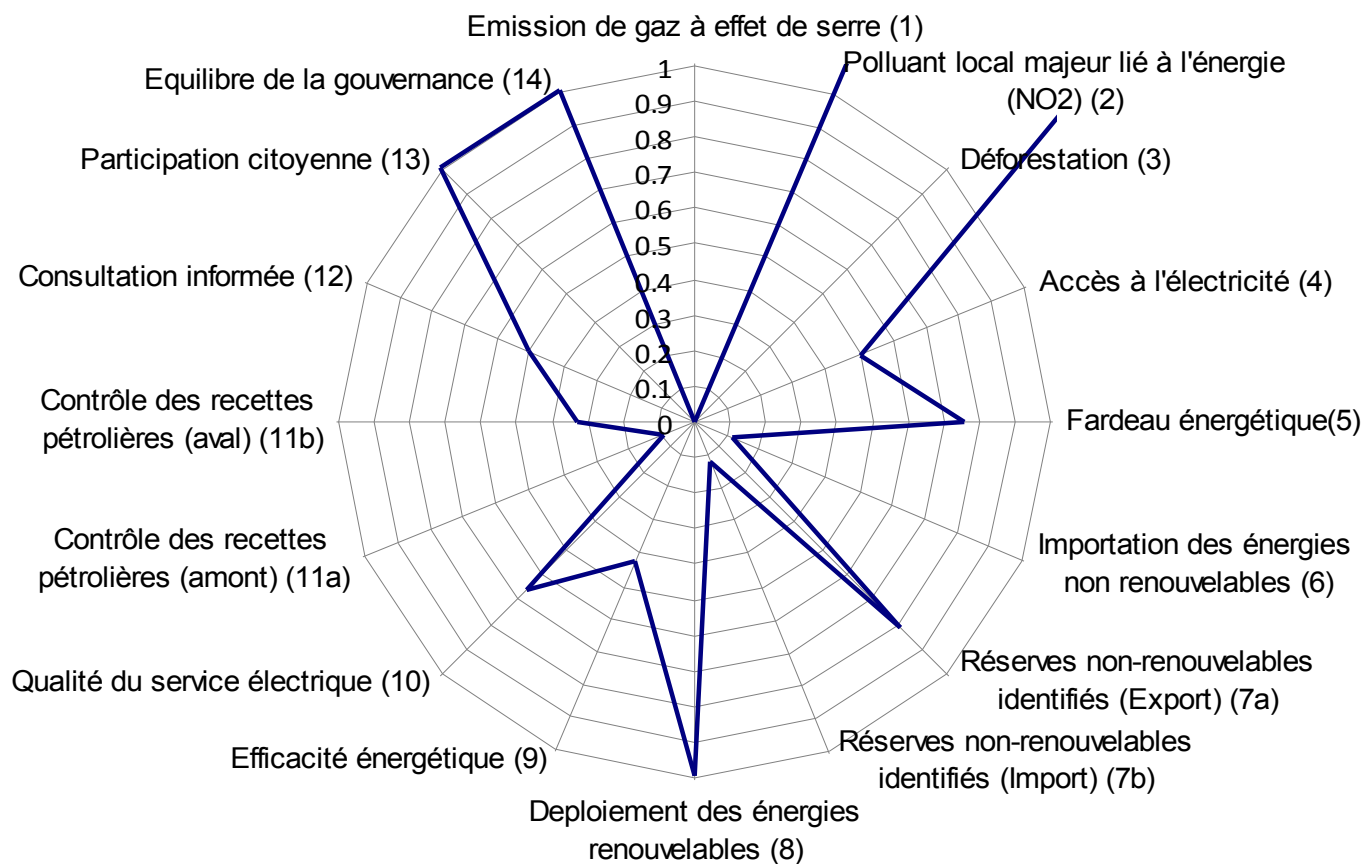 Emission de gaz à effet de serre (1)
Polluant local majeur lié à l'énergie
(NO2) (2)
Déforestation (3)
Accès à l'électricité (4)
Fardeau énergétique(5)
Importation des énergies
non renouvelables (6)
Réserves non-renouvelables
identifiés (Export) (7a)
Réserves non-renouvelables
identifiés (Import) (7b)
Deploiement des énergies
renouvelables (8)
Efficacité énergétique (9)
Qualité du service électrique (10)
Contrôle des recettes
pétrolières (amont) (11a)
Contrôle des recettes
pétrolières (aval) (11b)
Consultation informée (12)
Participation citoyenne (13)
Equilibre de la gouvernance (14)
1
0.9
0.8
0.7
0.6
0.5
0.4
0.3
0.2
0.1
0